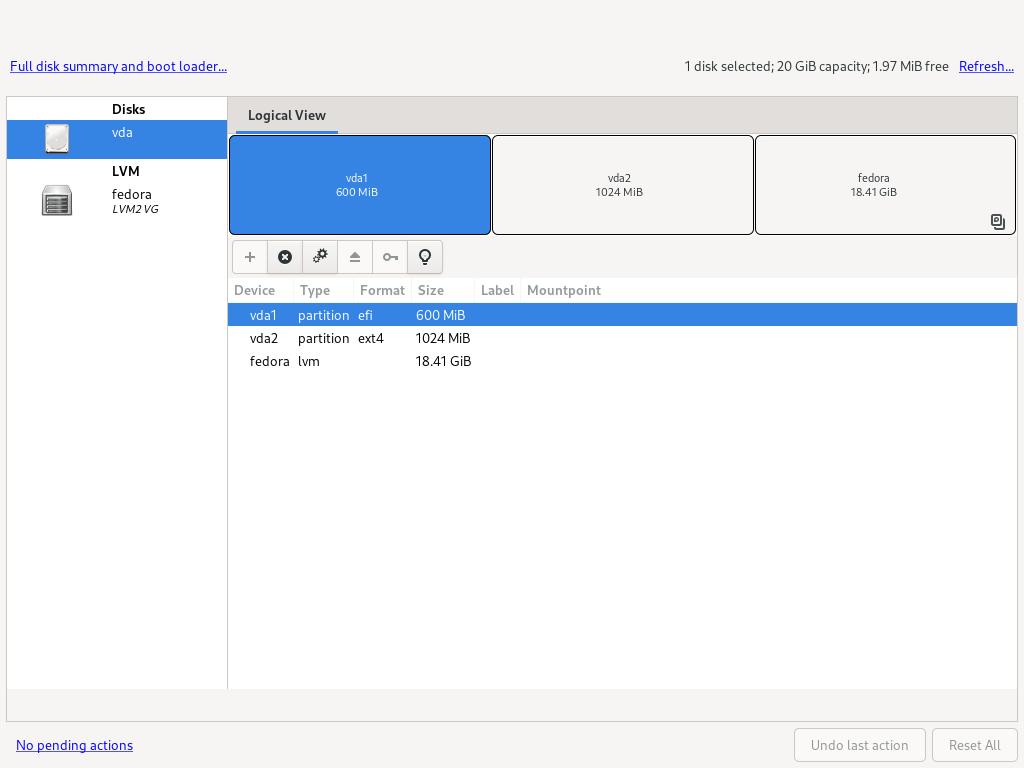 Full disk summary and boot loader...
1 disk selected; 20 GiB capacity; 1.97 MiB free Refresh...
Disks
vda
LVM
fedora
LVM2 VG
Logical View
vda1
600 MiB
vda2
1024 MiB
fedora
18.41 GiB
Device Type Format Size Label Mountpoint
vda1 partition efi 600 MiB
vda2 partition ext4 1024 MiB
fedora lvm 18.41 GiB
No pending actions
Undo last action
Reset All